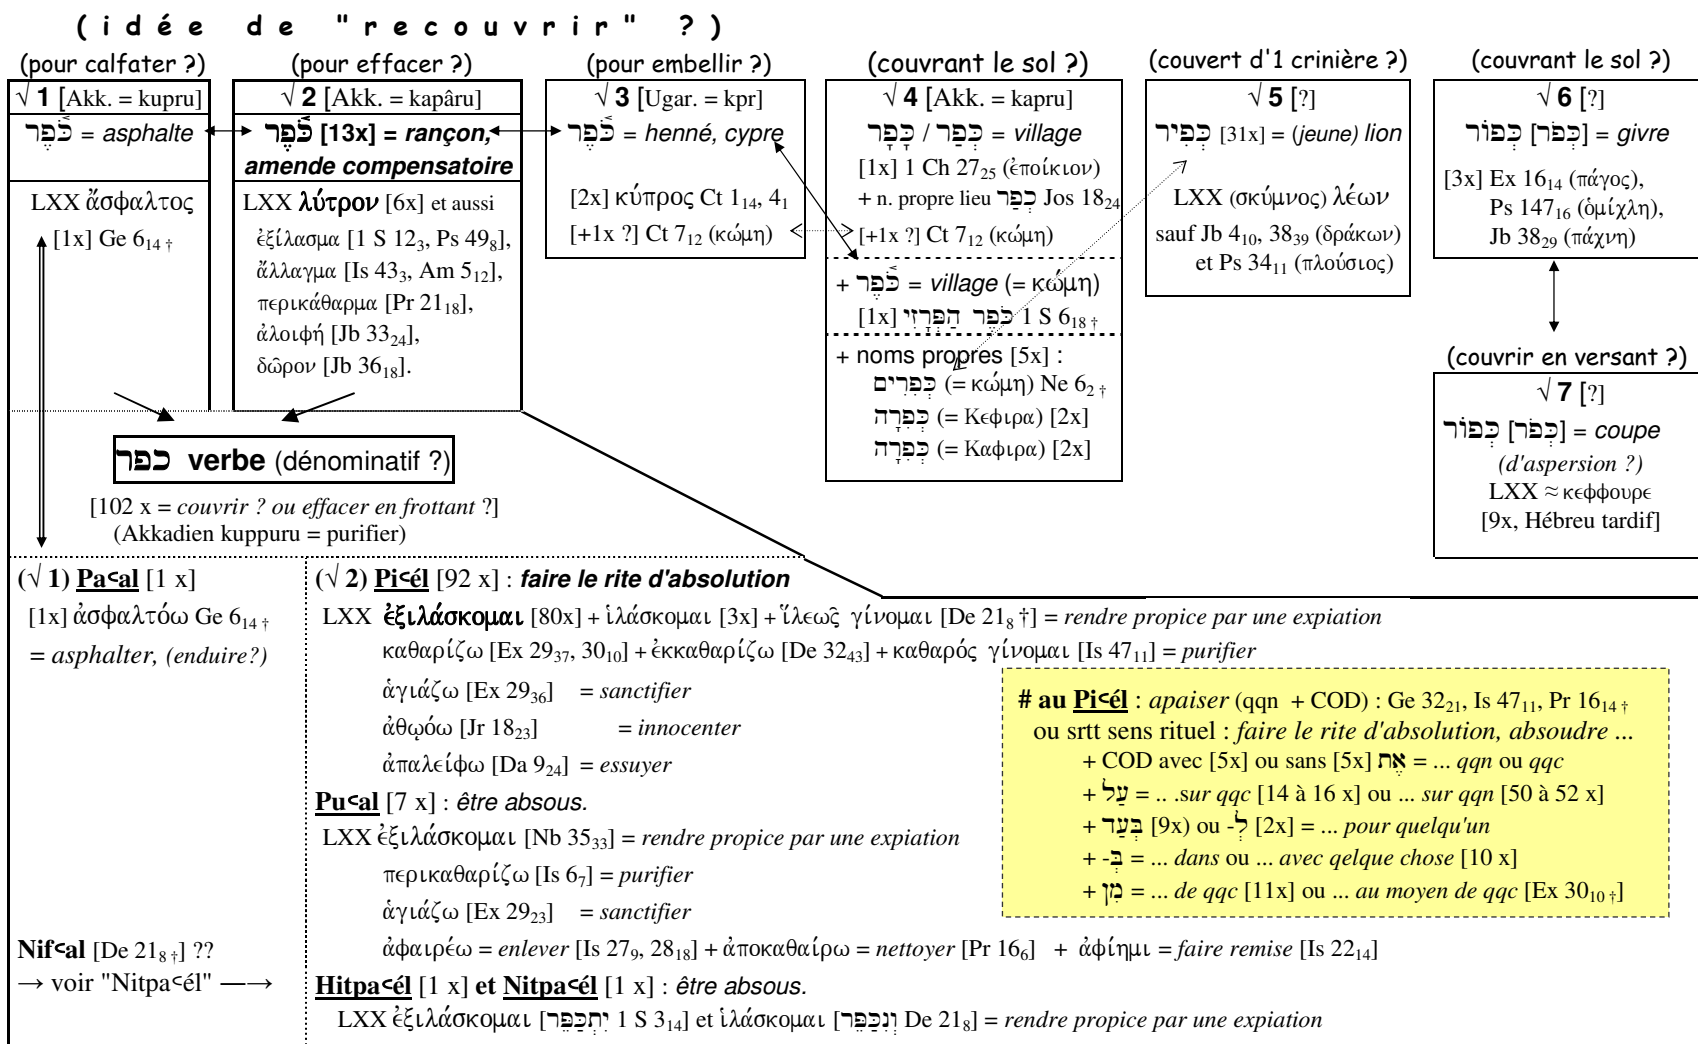 (idée de "recouvrir" ?)
(pour calfater ?)
√ 1 [Akk. = kupru]
כֹּ֫פֶר = asphalte
LXX ἄσφαλτος
[1x] Ge 6₁₄ †
(pour effacer ?)
√ 2 [Akk. = kapâru]
כֹּ֫פֶר [13x] = rançon,
amende compensatoire
LXX λύτρον [6x] et aussi
ἐξίλασμα [1 S 12₃, Ps 49₈],
ἄλλαγμα [Is 43₃, Am 5₁₂],
περικάθαρμα [Pr 21₁₈],
ἀλοιφή [Jb 33₂₄],
δῶρον [Jb 36₁₈].
(pour embellir ?)
√ 3 [Ugar. = kpr]
כֹּ֫פֶר = henné, cypre
[2x] κύπρος Ct 1₁₄, 4₁
[+1x ?] Ct 7₁₂ (κώμη)
(couvrant le sol ?)
√ 4 [Akk. = kapru]
כְּפַר / כָּפָר = village
[1x] 1 Ch 27₂₅ (ἐποίκιον)
+ n. propre lieu כְּפַר Jos 18₂₄
[+1x ?] Ct 7₁₂ (κώμη)
+ כֹּ֫פֶר = village (= κώμη)
[1x] כֹּפֶר הַפְּרָזִי 1 S 6₁₈ †
+ noms propres [5x] :
כְּפִרִים (= κώμη) Ne 6₂ †
כְּפִרָה (= Κεφιρα) [2x]
כְּפִרָה (= Καφιρα) [2x]
(couvert d'1 crinière ?)
√ 5 [?]
כְּפִיר [31x] = (jeune) lion
LXX (σκύμνος) λέων
sauf Jb 4₁₀, 38₃₉ (δράκων)
et Ps 34₁₁ (πλούσιος)
(couvrant le sol ?)
√ 6 [?]
כְּפוֹר [כְּפֹר] = givre
[3x] Ex 16₁₄ (πάγος),
Ps 147₁₆ (ὁμίχλη),
Jb 38₂₉ (πάχνη)
(couvrir en versant ?)
√ 7 [?]
כְּפוֹר [כְּפֹר] = coupe
(d'aspersion ?)
LXX ≈ κεφφουρε
[9x, Hébreu tardif]
כפר verbe (dénominatif ?)
[102 x = couvrir ? ou effacer en frottant ?]
(Akkadien kuppuru = purifier)
(√ 1) Pa<al [1 x]
[1x] ἀσφαλτόω Ge 6₁₄ †
= asphalter, (enduire?)
Nif<al [De 21₈ †] ??
→ voir "Nitpa<él" —→
(√ 2) Pi<él [92 x] : faire le rite d'absolution
LXX ἐξιλάσκομαι [80x] + ἱλάσκομαι [3x] + ἵλεως γίνομαι [De 21₈ †] = rendre propice par une expiation
καθαρίζω [Ex 29₃₇, 30₁₀] + ἐκκαθαρίζω [De 32₄₃] + καθαρός γίνομαι [Is 47₁₁] = purifier
ἁγιάζω [Ex 29₃₆] = sanctifier
ἀθῳόω [Jr 18₂₃] = innocenter
ἀπαλείφω [Da 9₂₄] = essuyer
Pu<al [7 x] : être absous.
LXX ἐξιλάσκομαι [Nb 35₃₃] = rendre propice par une expiation
περικαθαρίζω [Is 6₇] = purifier
ἁγιάζω [Ex 29₂₃] = sanctifier
ἀφαιρέω = enlever [Is 27₉, 28₁₈] + ἀποκαθαίρω = nettoyer [Pr 16₆] + ἀφίημι = faire remise [Is 22₁₄]
Hitpa<él [1 x] et Nitpa<él [1 x] : être absous.
LXX ἐξιλάσκομαι [יִתְכַּפֵּר 1 S 3₁₄] et ἱλάσκομαι [וְנִכַּפֵּר De 21₈] = rendre propice par une expiation
# au Pi<él : apaiser (qqn + COD) : Ge 32₂₁, Is 47₁₁, Pr 16₁₄ †
ou srtt sens rituel : faire le rite d'absolution, absoudre ...
+ COD avec [5x] ou sans [5x] אֶת = ... qqn ou qqc
+ עַל = .. .sur qqc [14 à 16 x] ou ... sur qqn [50 à 52 x]
+ בְּעַד [9x) ou לְ- [2x] = ... pour quelqu'un
+ בְּ- = ... dans ou ... avec qelque chose [10 x]
+ מִן = ... de qqc [11x] ou ... au moyen de qqc [Ex 30₁₀ †]